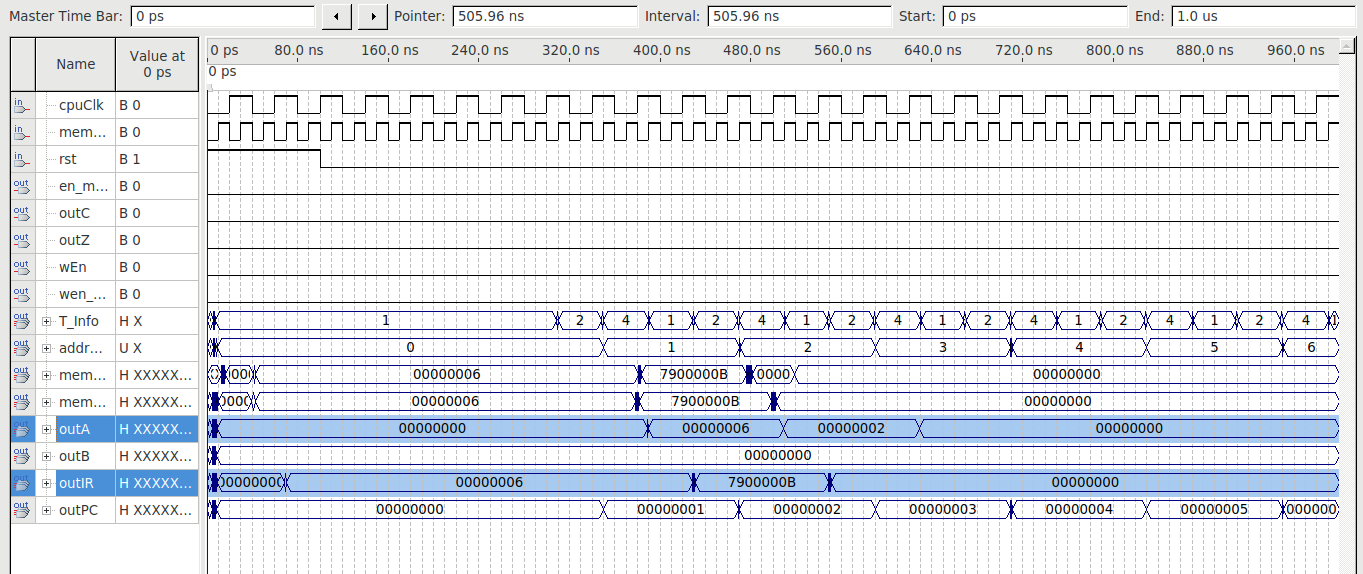 Master Time Bar: 0 ps Pointer: 505.96 ns Interval: 505.96 ns Start: 0 ps End: 1.0 us
Name Value at 0 ps
0 ps 80.0 ns 160.0 ns 240.0 ns 320.0 ns 400.0 ns 480.0 ns 560.0 ns 640.0 ns 720.0 ns 800.0 ns 880.0 ns 960.0 ns
0 ps
in cpuClk B 0
in mem... B 0
in rst B 1
out en_m... B 0
out outC B 0
out outZ B 0
out wEn B 0
out wen_... B 0
out T_Info H X 1 2 4 1 2 4 1 2 4 1 2 4 1 2 4 1 2 4
out addr... U X 0 1 2 3 4 5 6
out mem... H XXXXX... 00000006 7900000B 0000 00000000
out mem... H XXXXX... 00000006 7900000B 00000000
out outA H XXXXX... 00000000 00000006 00000002 00000000
out outB H XXXXX... 00000000
out outIR H XXXXX... 00000000 00000006 7900000B 00000000
out outPC H XXXXX... 00000000 00000001 00000002 00000003 00000004 00000005 000000